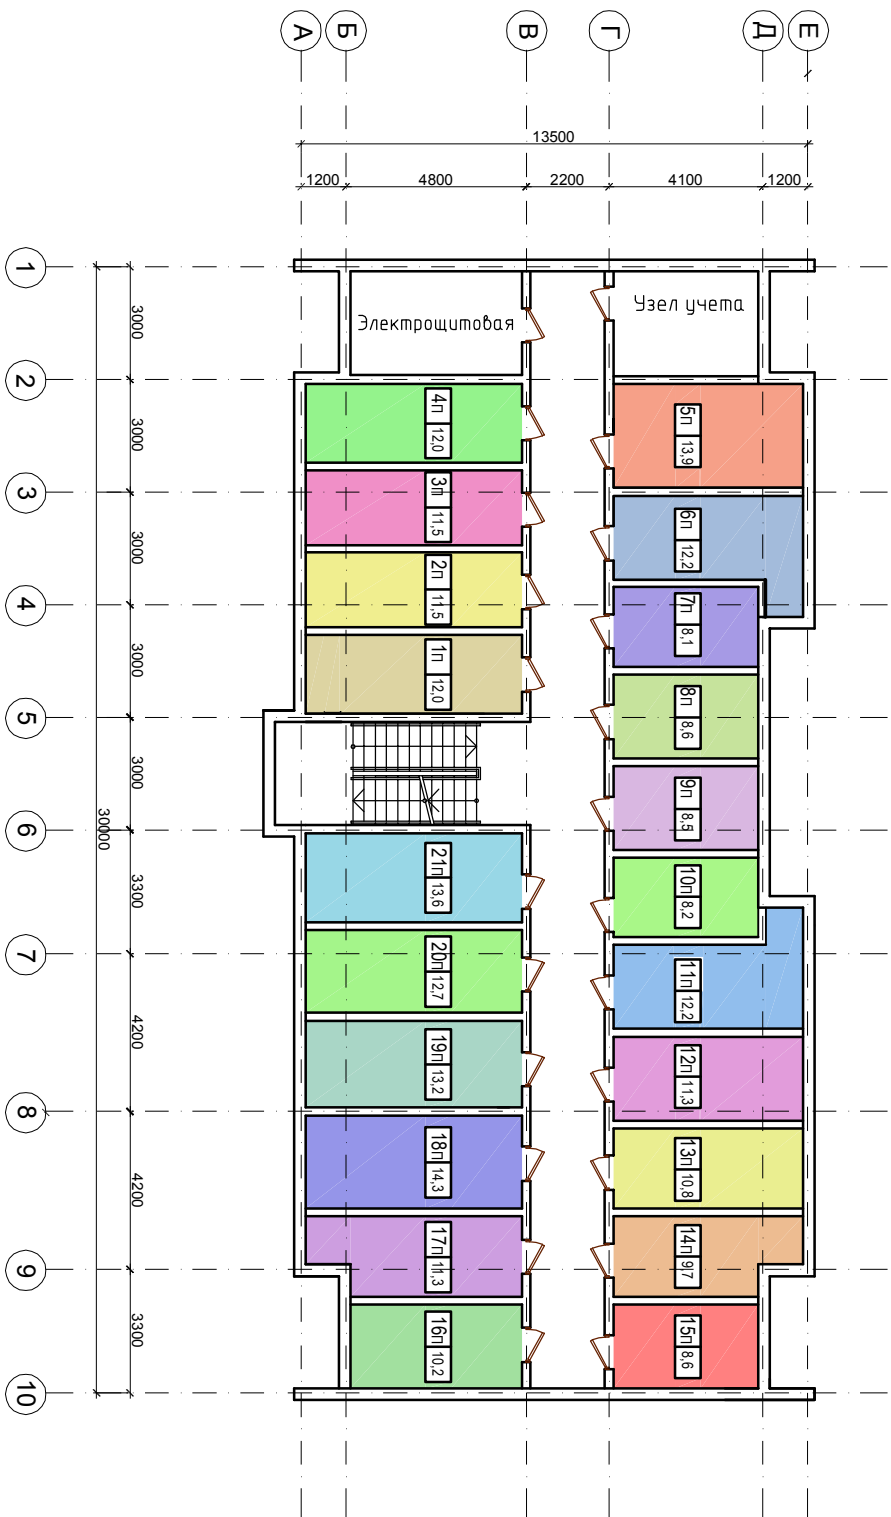 А
Б
В
Г
Д
Е
13500
1200
4800
2200
4100
1200
1
2
3
4
5
6
7
8
9
10
3000
3000
3000
3000
3000
3300
4200
4200
3300
30000
Электрощитовая
Узел учета
4п 12,0
3п 11,5
2п 11,5
1п 12,0
21п 13,6
20п 12,7
19п 13,2
18п 14,3
17п 11,3
16п 10,2
5п 13,9
6п 12,2
7п 8,1
8п 8,6
9п 8,5
10п 8,2
11п 12,2
12п 11,3
13п 10,8
14п 9,7
15п 8,6